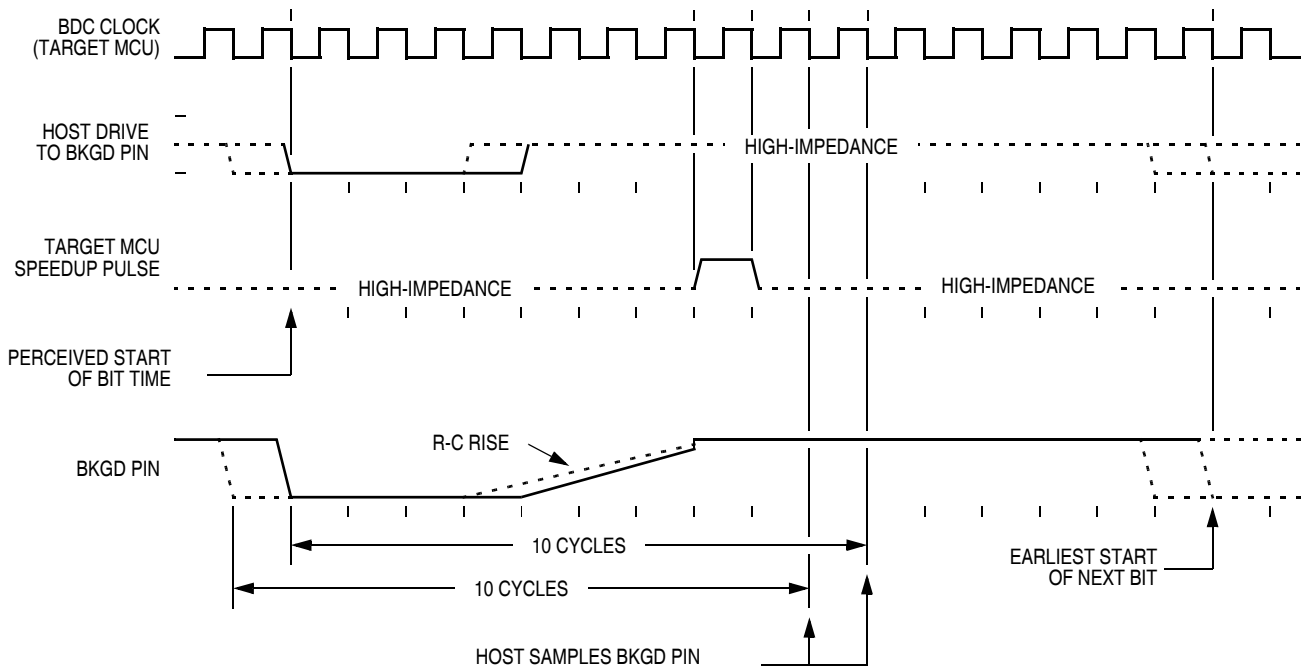 BDC CLOCK
(TARGET MCU)
HOST DRIVE
TO BKGD PIN
HIGH-IMPEDANCE
TARGET MCU
SPEEDUP PULSE
HIGH-IMPEDANCE
HIGH-IMPEDANCE
PERCEIVED START
OF BIT TIME
R-C RISE
BKGD PIN
10 CYCLES
10 CYCLES
EARLIEST START
OF NEXT BIT
HOST SAMPLES BKGD PIN